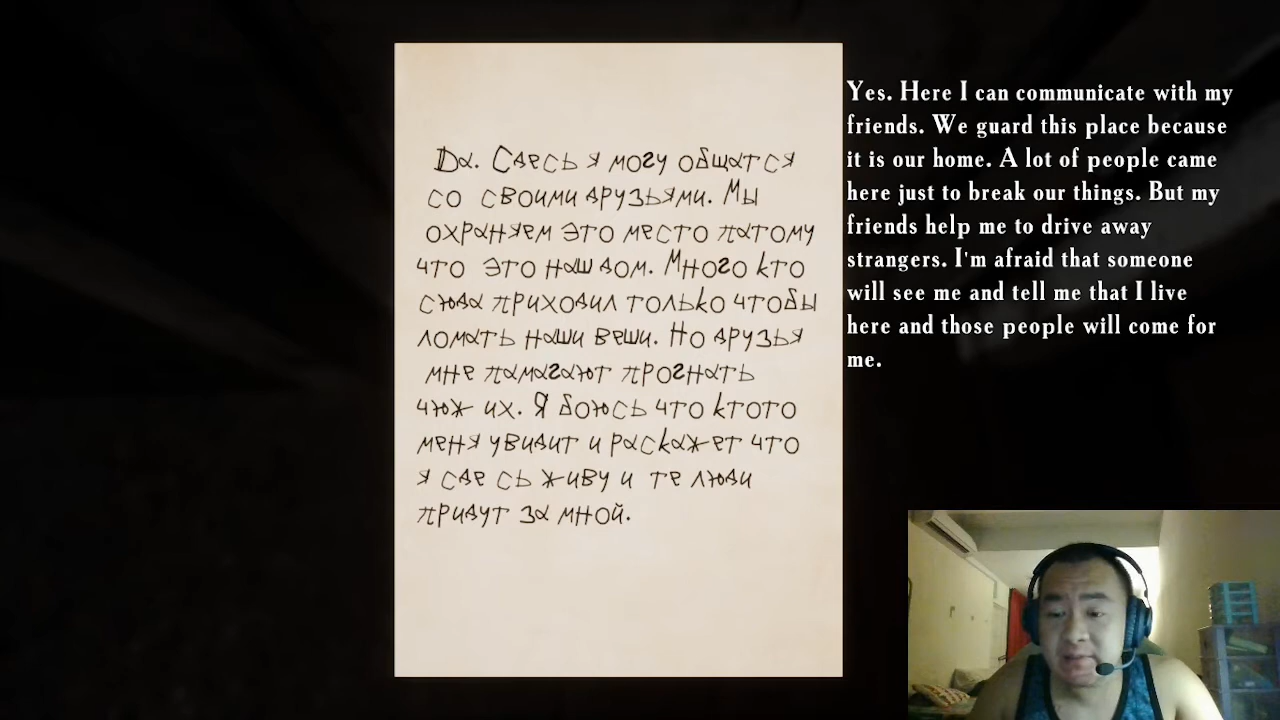 Да. Сдесь я могу общатся
со своими друзьями. Мы
охраняем это место патому
что это наш дом. Много кто
сюда приходил только чтобы
ломать наши веши. Но друзья
мне памагают прогнать
чюж их. Я боюсь что ктото
меня увидит и раскажет что
я сде сь живу и те люди
придут за мной.
Yes. Here I can communicate with my
friends. We guard this place because
it is our home. A lot of people came
here just to break our things. But my
friends help me to drive away
strangers. I'm afraid that someone
will see me and tell me that I live
here and those people will come for
me.